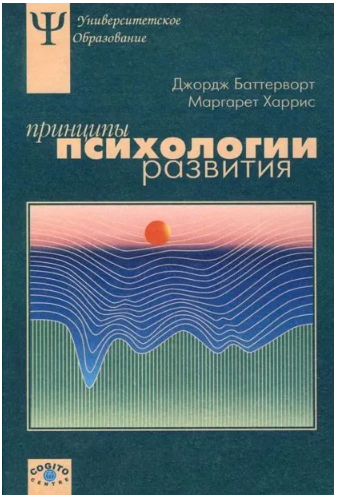 Ψ
Университетское
Образование
Джордж Баттерворт
Маргарет Харрис
принципы
ПСИХОЛОГИИ
развития
COGITO
CENTRE